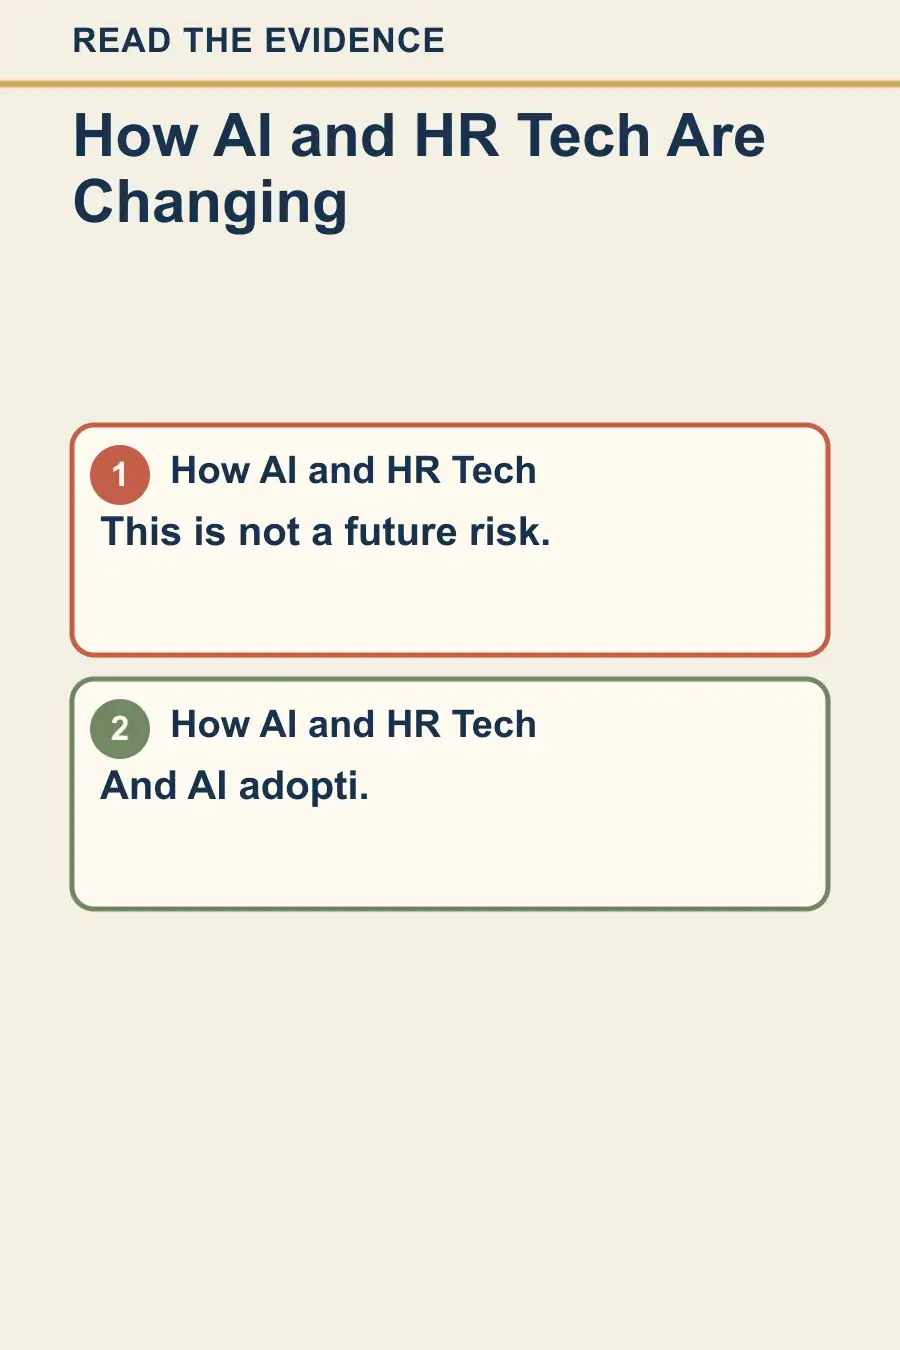 READ THE EVIDENCE
How AI and HR Tech Are
Changing
1 How AI and HR Tech
This is not a future risk.
2 How AI and HR Tech
And AI adopti.